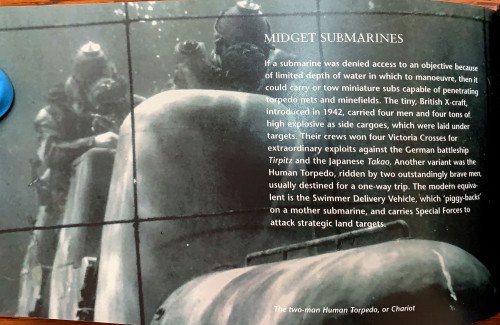 MIDGET SUBMARINES
If a submarine was denied access to an objective because
of limited depth of water in which to manoeuvre, then it
could carry or tow miniature subs capable of penetrating
torpedo nets and minefields. The tiny, British X-craft,
introduced in 1942, carried four men and four tons of
high explosive as side cargoes, which were laid under
targets. Their crews won four Victoria Crosses for
extraordinary exploits against the German battleship
Tirpitz and the Japanese Takao. Another variant was the
Human Torpedo, ridden by two outstandingly brave men,
usually destined for a one-way trip. The modern equiva-
lent is the Swimmer Delivery Vehicle, which 'piggy-backs'
on a mother submarine, and carries Special Forces to
attack strategic land targets.
The two-man Human Torpedo, or Chariot